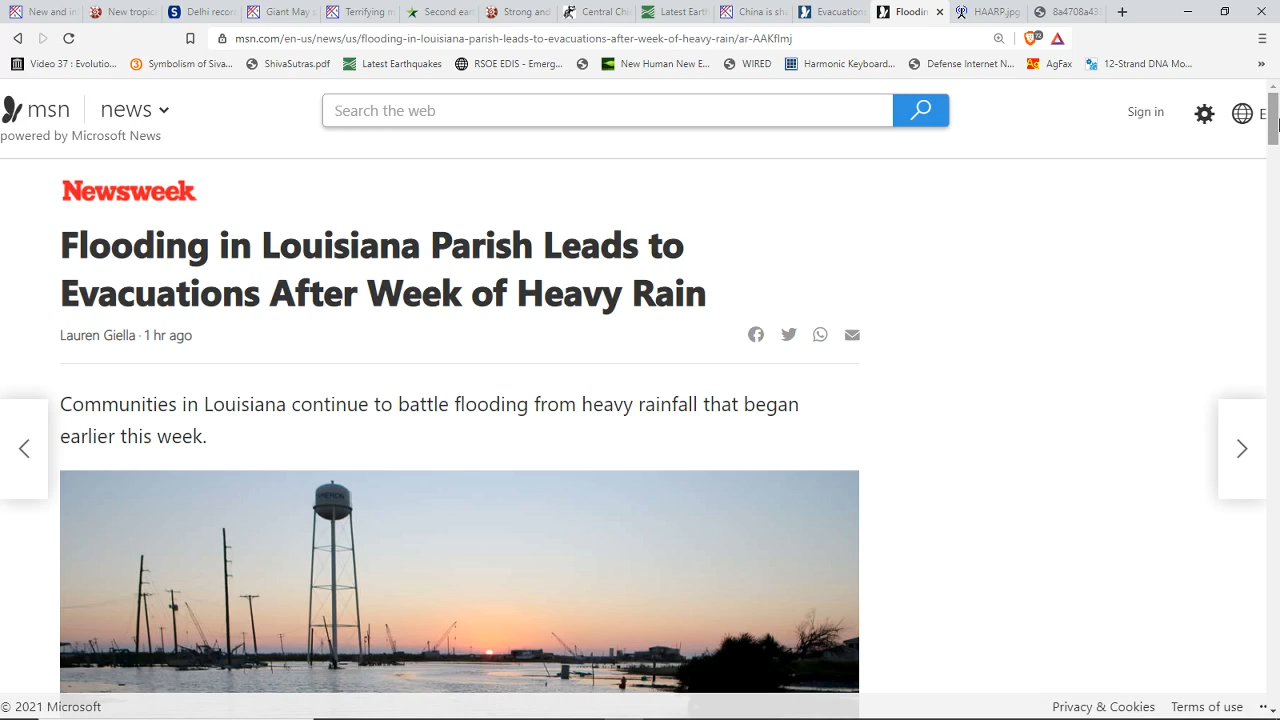 New and in
New tropic
Delhi recor
Giant May s
Terrifying m
Second eart
Strong and
Central Chi
Latest Earth
China is sha
Evacuations
Floodin
HAARP.jpg
8a4708a43
msn.com/en-us/news/us/flooding-in-louisiana-parish-leads-to-evacuations-after-week-of-heavy-rain/ar-AAKflmJ
72
Video 37 : Evolutio...
Symbolism of Siva...
ShivaSutras.pdf
Latest Earthquakes
RSOE EDIS - Emerg...
New Human New E...
WIRED
Harmonic Keyboard...
Defense Internet N...
AgFax
12-Strand DNA Mo...
msn
news
Search the web
Sign in
E
powered by Microsoft News
Newsweek
Flooding in Louisiana Parish Leads to
Evacuations After Week of Heavy Rain
Lauren Giella · 1 hr ago
Communities in Louisiana continue to battle flooding from heavy rainfall that began
earlier this week.
© 2021 Microsoft
Privacy & Cookies
Terms of use